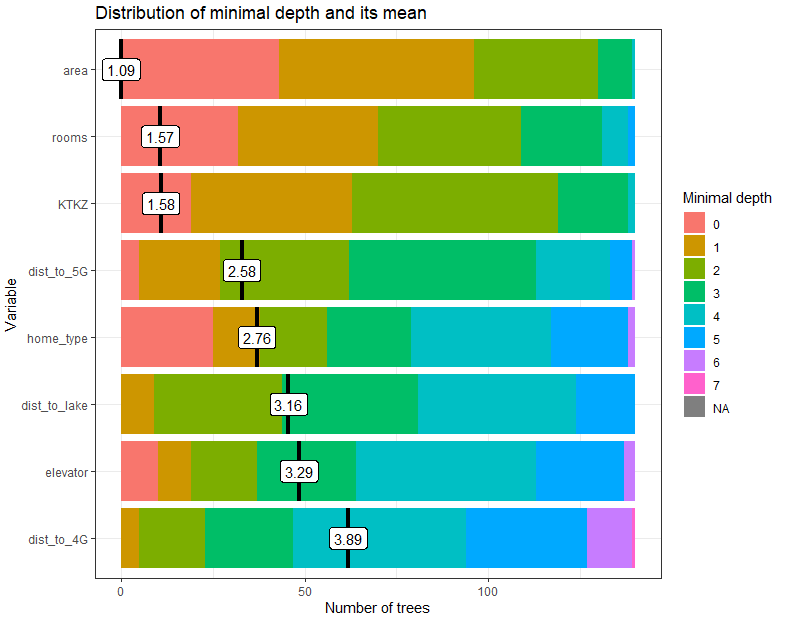 Distribution of minimal depth and its mean
Variable
area
1.09
rooms
1.57
KTKZ
1.58
dist_to_5G
2.58
home_type
2.76
dist_to_lake
3.16
elevator
3.29
dist_to_4G
3.89
0
50
100
Number of trees
Minimal depth
0
1
2
3
4
5
6
7
NA